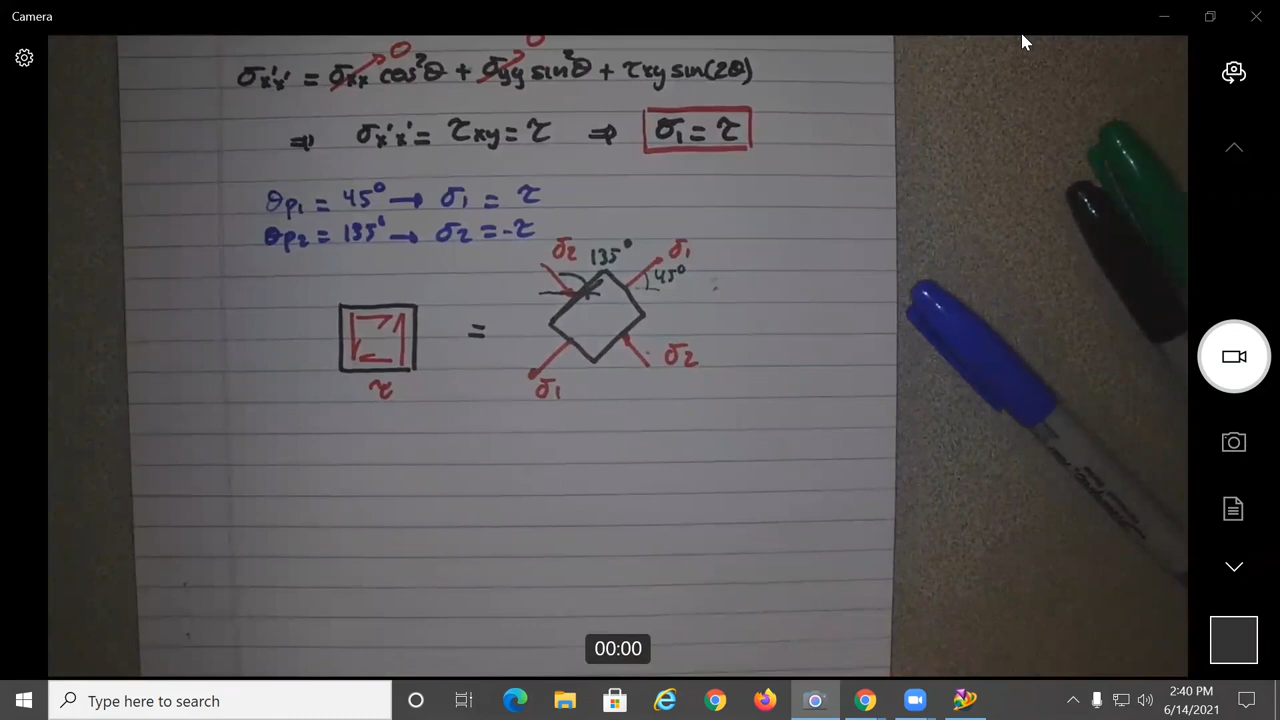 Camera
0 0
σx'x' = σxx cos²θ + σyy sin²θ + τxy sin(2θ)
⇒ σx'x' = τxy = τ ⇒ σ1 = τ
θp1 = 45° → σ1 = τ
θp2 = 135° → σ2 = -τ
σ2 135° σ1
45°
=
τ σ1 σ2
00:00
Type here to search
2:40 PM
6/14/2021